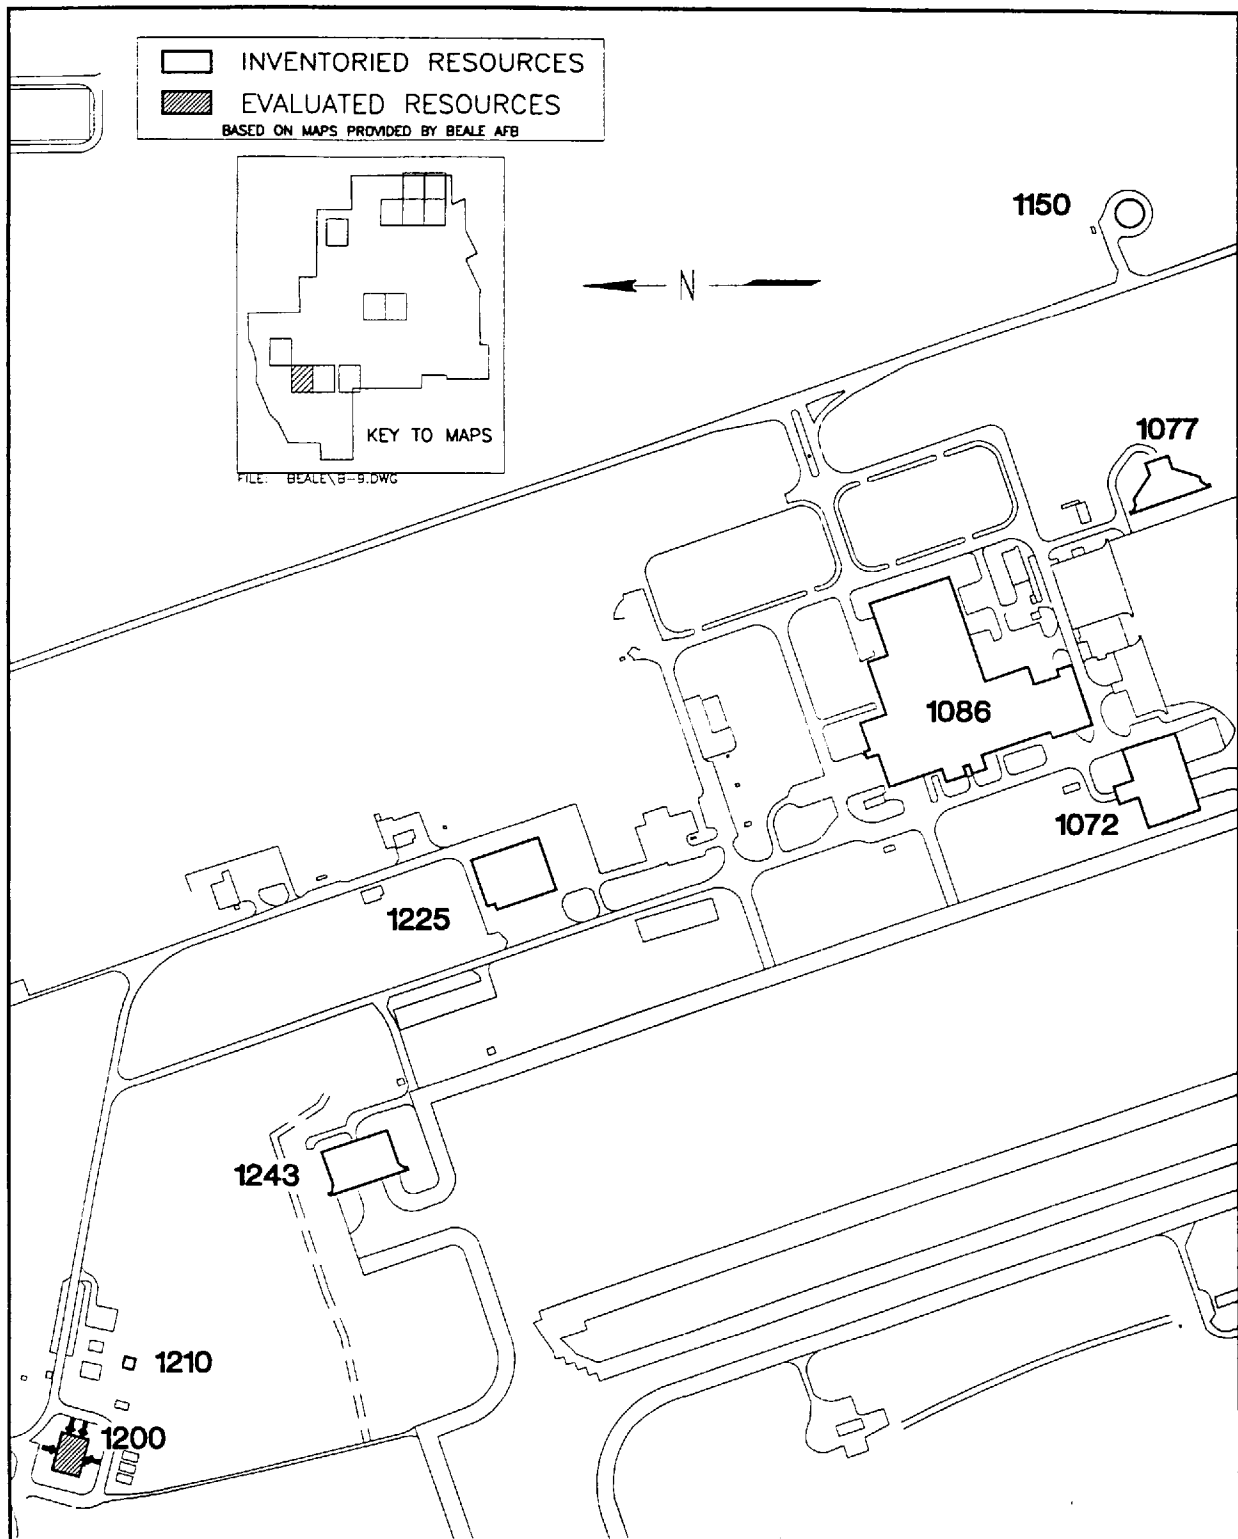 INVENTORIED RESOURCES
EVALUATED RESOURCES
BASED ON MAPS PROVIDED BY BEALE AFB
1150
N
KEY TO MAPS
1077
FILE: BEALE\B-9.DWG
1086
1072
1225
1243
1210
1200